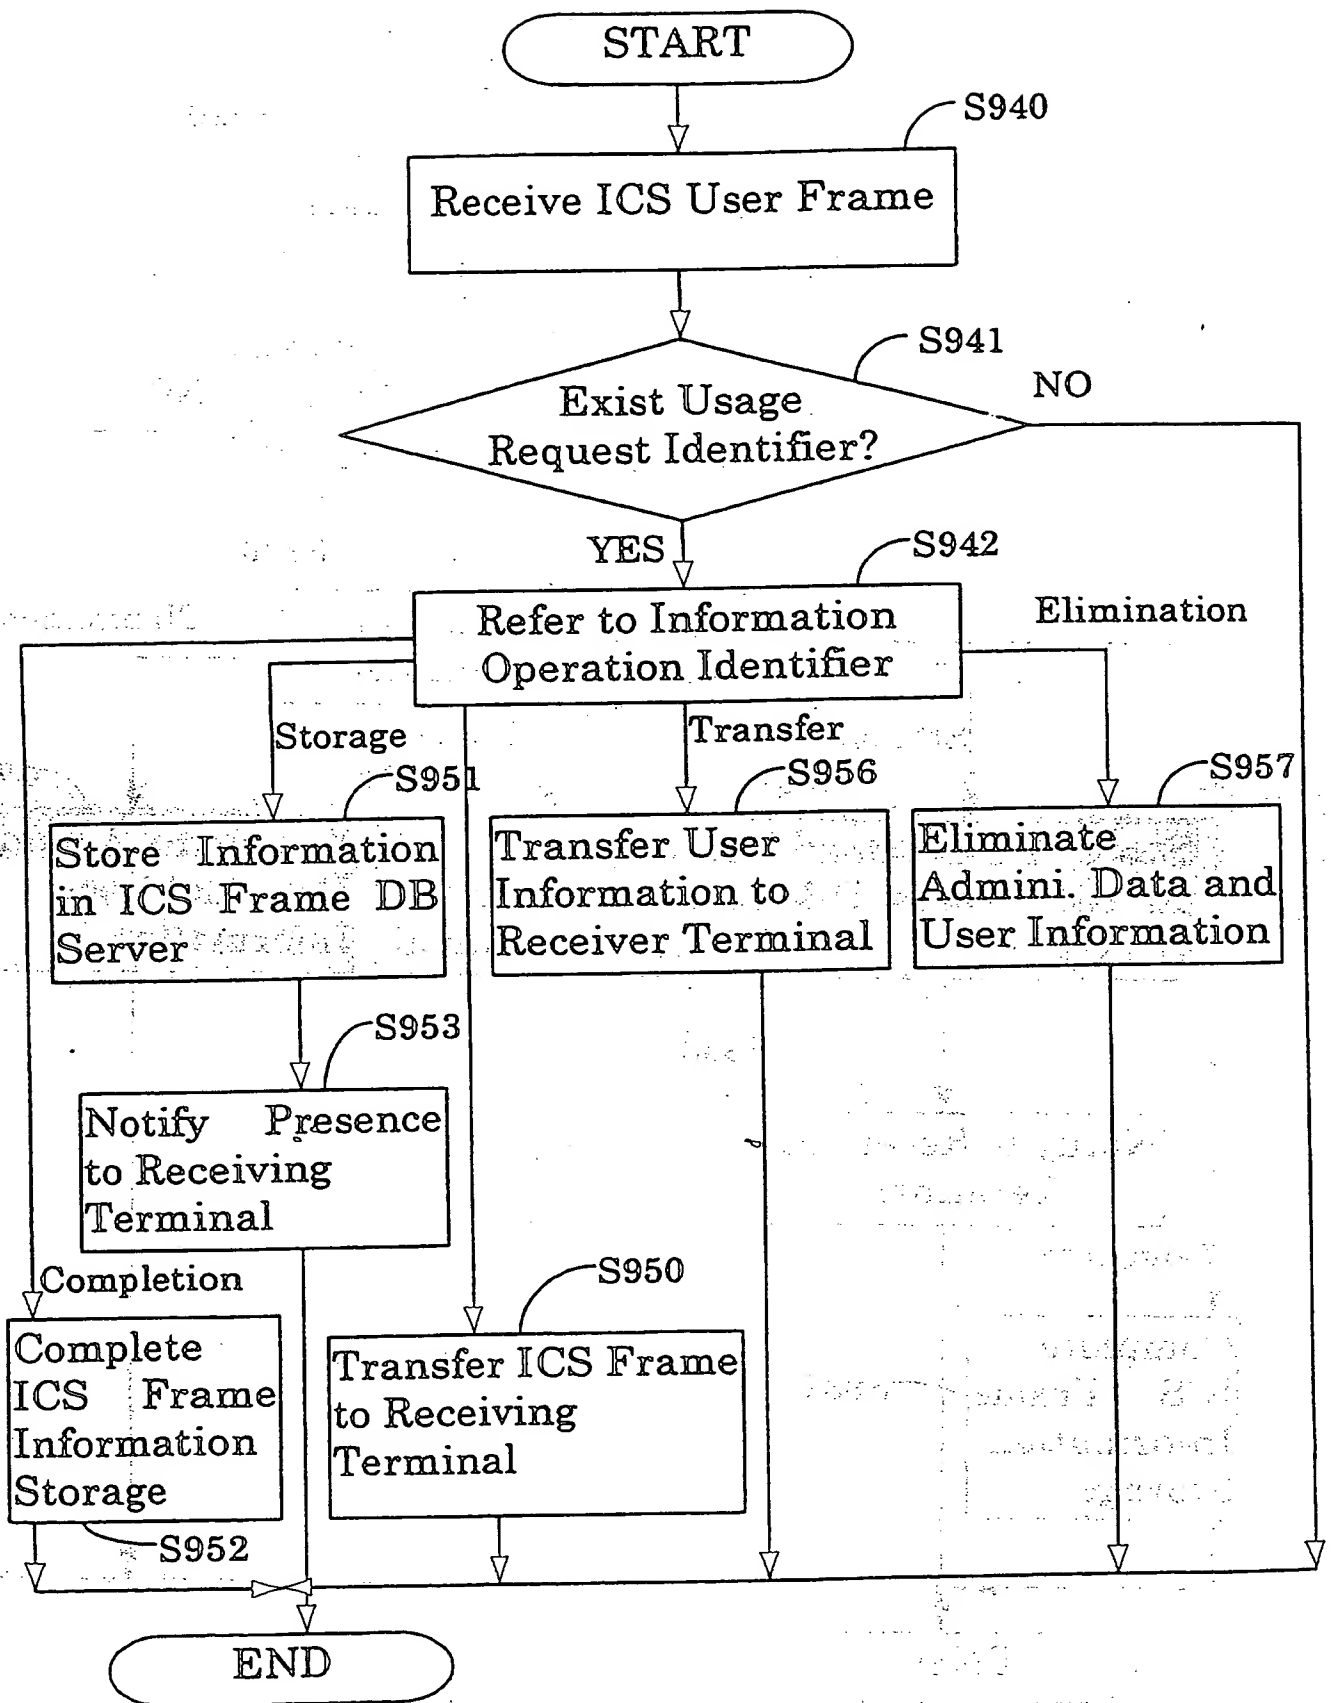 START
S940
Receive ICS User Frame
S941
NO
Exist Usage
Request Identifier?
YES
S942
Elimination
Refer to Information
Operation Identifier
Storage
Transfer
S951
S956
S957
Store Information
in ICS Frame DB
Server
Transfer User
Information to
Receiver Terminal
Eliminate
Admini. Data and
User Information
S953
Notify Presence
to Receiving
Terminal
Completion
S950
Complete
ICS Frame
Information
Storage
Transfer ICS Frame
to Receiving
Terminal
S952
END